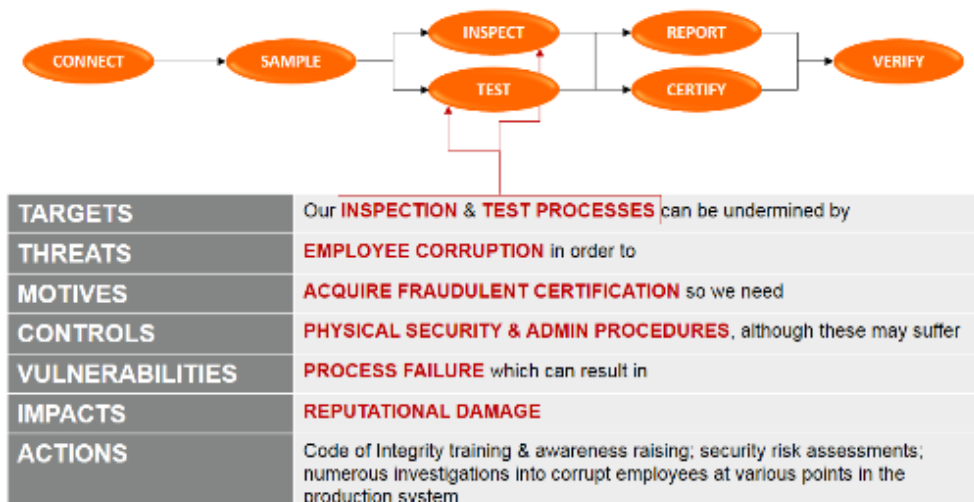 CONNECT
SAMPLE
INSPECT
TEST
REPORT
CERTIFY
VERIFY
TARGETS
Our INSPECTION & TEST PROCESSES can be undermined by
THREATS
EMPLOYEE CORRUPTION in order to
MOTIVES
ACQUIRE FRAUDULENT CERTIFICATION so we need
CONTROLS
PHYSICAL SECURITY & ADMIN PROCEDURES, although these may suffer
VULNERABILITIES
PROCESS FAILURE which can result in
IMPACTS
REPUTATIONAL DAMAGE
ACTIONS
Code of Integrity training & awareness raising; security risk assessments;
numerous investigations into corrupt employees at various points in the
production system